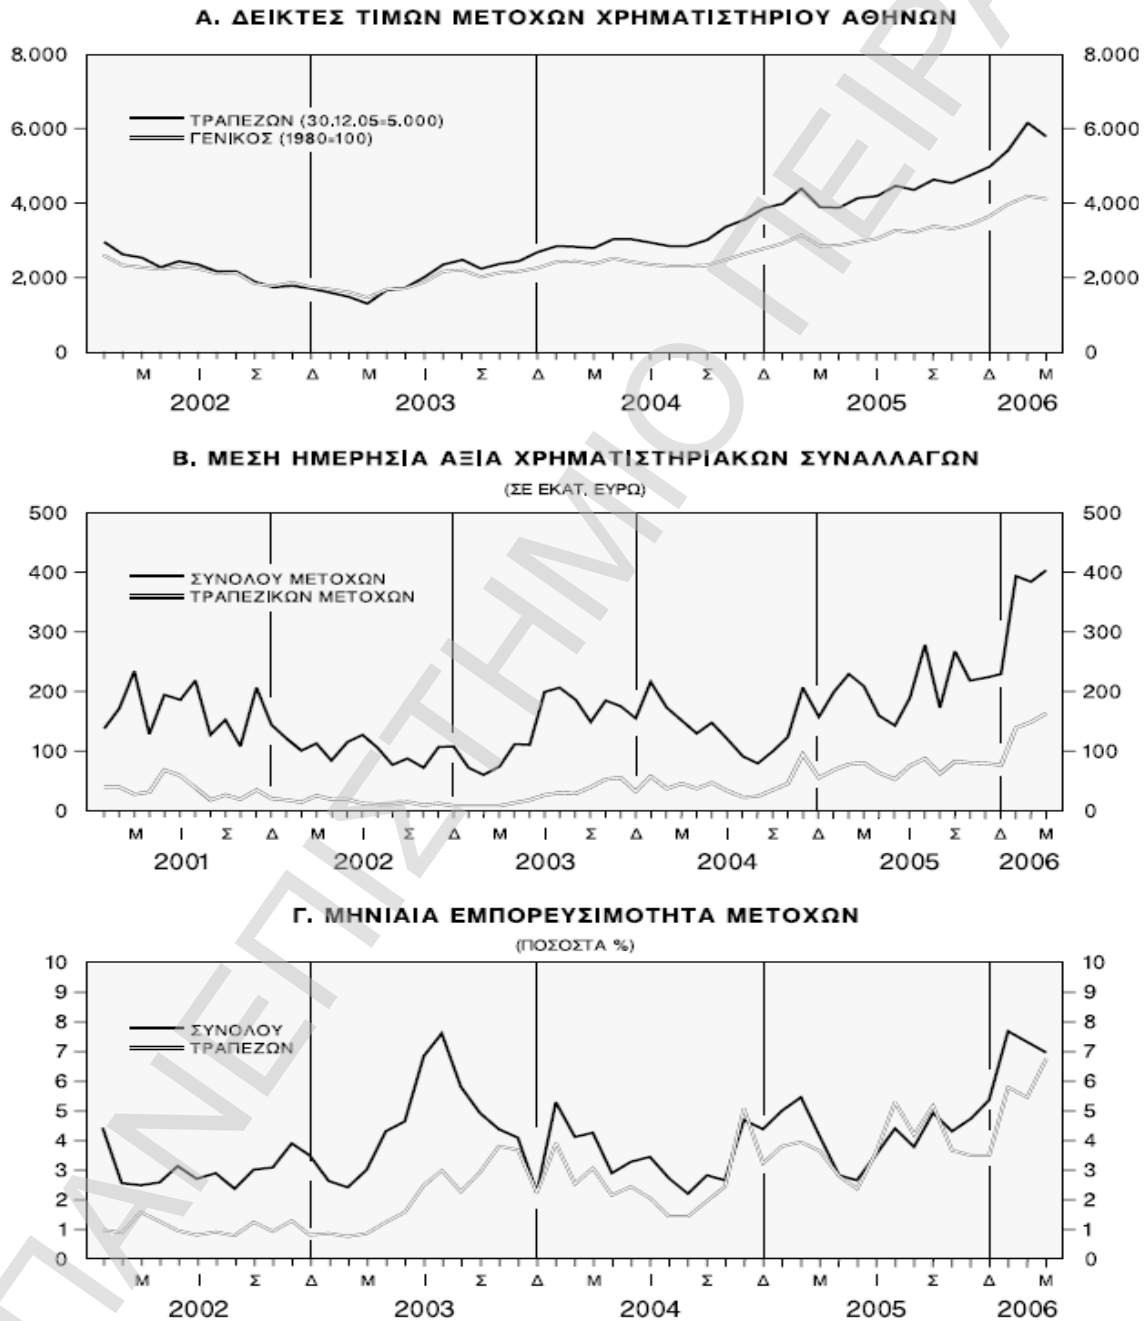 Α. ΔΕΙΚΤΕΣ ΤΙΜΩΝ ΜΕΤΟΧΩΝ ΧΡΗΜΑΤΙΣΤΗΡΙΟΥ ΑΘΗΝΩΝ
8.000 8.000
ΤΡΑΠΕΖΩΝ (30.12.05=5.000)
6.000 6.000
ΓΕΝΙΚΟΣ (1980=100)
4.000 4.000
2.000 2.000
0 0
Μ Ι Σ Δ Μ Ι Σ Δ Μ Ι Σ Δ Μ Ι Σ Δ Μ
2002 2003 2004 2005 2006
Β. ΜΕΣΗ ΗΜΕΡΗΣΙΑ ΑΞΙΑ ΧΡΗΜΑΤΙΣΤΗΡΙΑΚΩΝ ΣΥΝΑΛΛΑΓΩΝ
(ΣΕ ΕΚΑΤ. ΕΥΡΩ)
500 500
400 400
ΣΥΝΟΛΟΥ ΜΕΤΟΧΩΝ
ΤΡΑΠΕΖΙΚΩΝ ΜΕΤΟΧΩΝ
300 300
200 200
100 100
0 0
Μ Ι Σ Δ Μ Ι Σ Δ Μ Ι Σ Δ Μ Ι Σ Δ Μ Ι Σ Δ Μ
2001 2002 2003 2004 2005 2006
Γ. ΜΗΝΙΑΙΑ ΕΜΠΟΡΕΥΣΙΜΟΤΗΤΑ ΜΕΤΟΧΩΝ
(ΠΟΣΟΣΤΑ %)
10 10
9 9
8 8
ΣΥΝΟΛΟΥ
ΤΡΑΠΕΖΩΝ
7 7
6 6
5 5
4 4
3 3
2 2
1 1
0 0
Μ Ι Σ Δ Μ Ι Σ Δ Μ Ι Σ Δ Μ Ι Σ Δ Μ
2002 2003 2004 2005 2006
ΠΑΝΕΠΙΣΤΗΜΙΟ ΠΕΙΡΑ